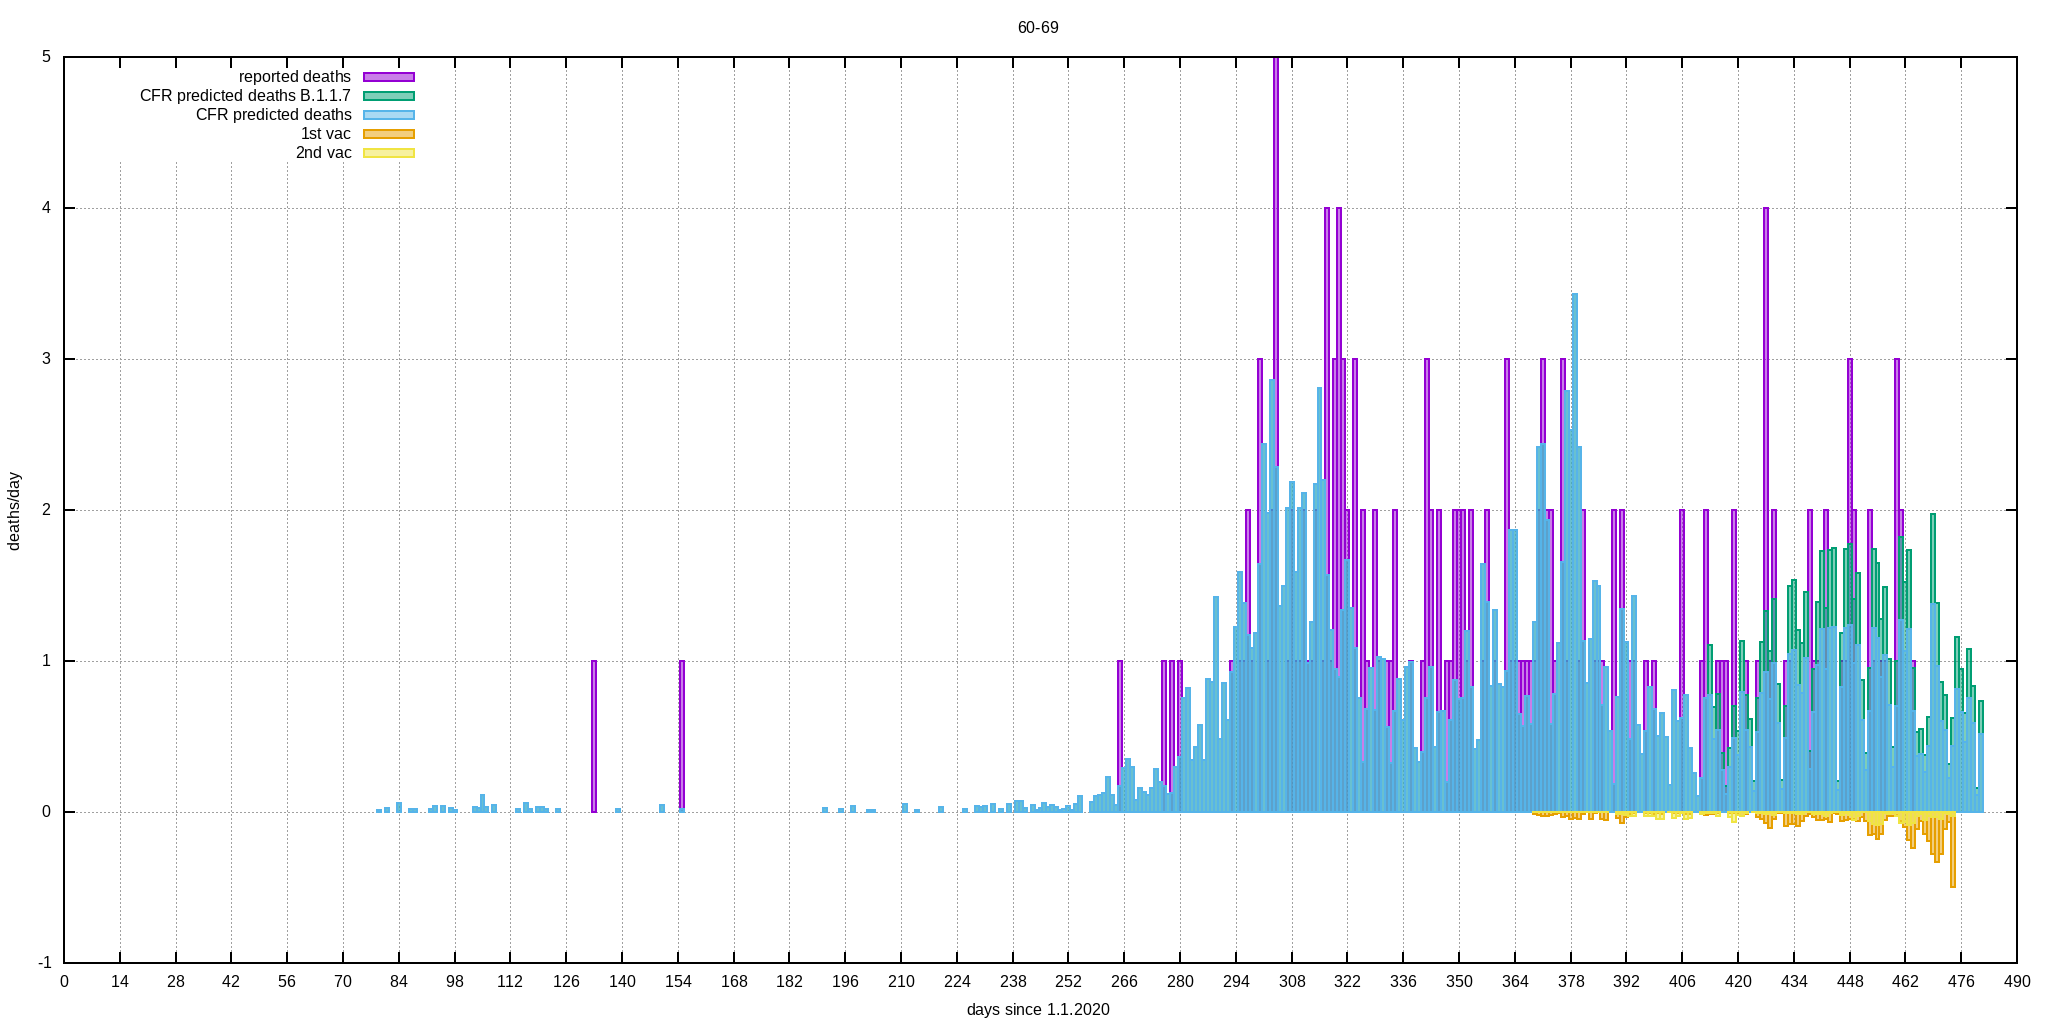 60-69
reported deaths
CFR predicted deaths B.1.1.7
CFR predicted deaths
1st vac
2nd vac
5
4
3
2
1
0
-1
deaths/day
0 14 28 42 56 70 84 98 112 126 140 154 168 182 196 210 224 238 252 266 280 294 308 322 336 350 364 378 392 406 420 434 448 462 476 490
days since 1.1.2020